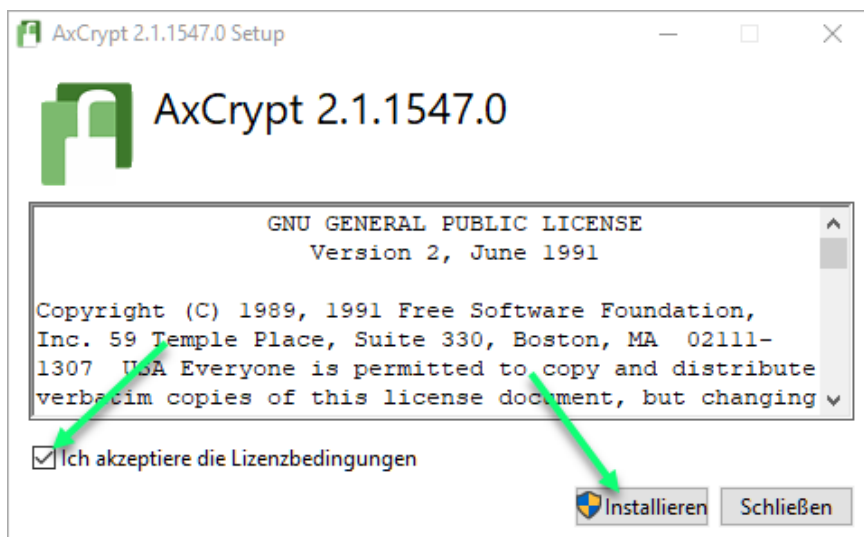 AxCrypt 2.1.1547.0 Setup
AxCrypt 2.1.1547.0
GNU GENERAL PUBLIC LICENSE
Version 2, June 1991
Copyright (C) 1989, 1991 Free Software Foundation,
Inc. 59 Temple Place, Suite 330, Boston, MA 02111-
1307 USA Everyone is permitted to copy and distribute
verbatim copies of this license document, but changing
Ich akzeptiere die Lizenzbedingungen
Installieren Schließen